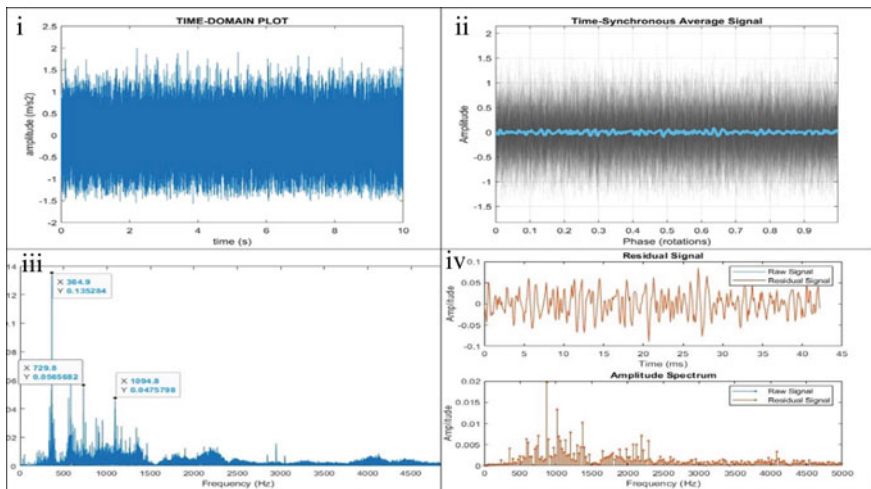 i
TIME-DOMAIN PLOT
2.5
2
1.5
1
0.5
0
-0.5
-1
-1.5
-2
amplitude (m/s2)
0 2 4 6 8 10
time (s)
ii
Time-Synchronous Average Signal
2
1.5
1
0.5
0
-0.5
-1
-1.5
Amplitude
0 0.1 0.2 0.3 0.4 0.5 0.6 0.7 0.8 0.9
Phase (rotations)
iii
14
12
X 364.9
Y 0.135284
X 729.8
Y 0.0565682
X 1094.8
Y 0.0475798
0 500 1000 1500 2000 2500 3000 3500 4000 4500
Frequency (Hz)
iv
Residual Signal
0.1
0.05
0
-0.05
-0.1
Amplitude
Raw Signal
Residual Signal
0 5 10 15 20 25 30 35 40 45
Time (ms)
Amplitude Spectrum
0.02
0.015
0.01
0.005
0
Amplitude
Raw Signal
Residual Signal
0 500 1000 1500 2000 2500 3000 3500 4000 4500 5000
Frequency (Hz)